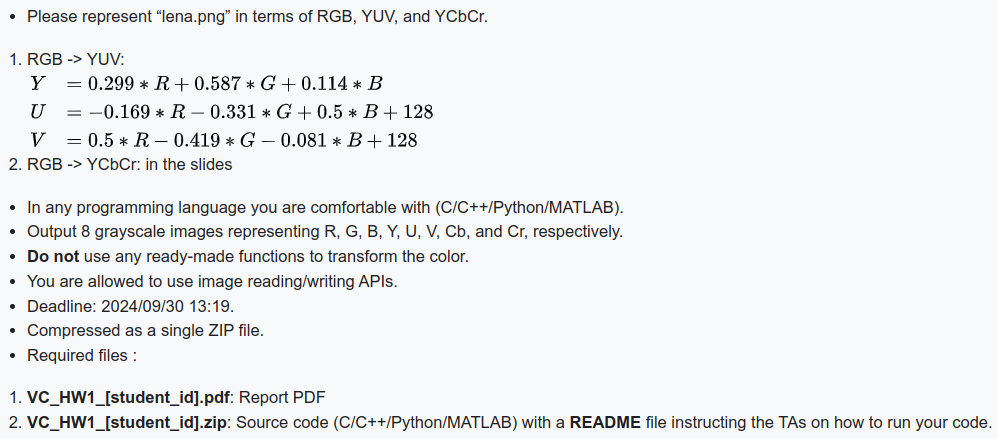 • Please represent “lena.png” in terms of RGB, YUV, and YCbCr.
1. RGB -> YUV:
Y = 0.299 ∗ R + 0.587 ∗ G + 0.114 ∗ B
U = −0.169 ∗ R − 0.331 ∗ G + 0.5 ∗ B + 128
V = 0.5 ∗ R − 0.419 ∗ G − 0.081 ∗ B + 128
2. RGB -> YCbCr: in the slides
• In any programming language you are comfortable with (C/C++/Python/MATLAB).
• Output 8 grayscale images representing R, G, B, Y, U, V, Cb, and Cr, respectively.
• Do not use any ready-made functions to transform the color.
• You are allowed to use image reading/writing APIs.
• Deadline: 2024/09/30 13:19.
• Compressed as a single ZIP file.
• Required files :
1. VC_HW1_[student_id].pdf: Report PDF
2. VC_HW1_[student_id].zip: Source code (C/C++/Python/MATLAB) with a README file instructing the TAs on how to run your code.